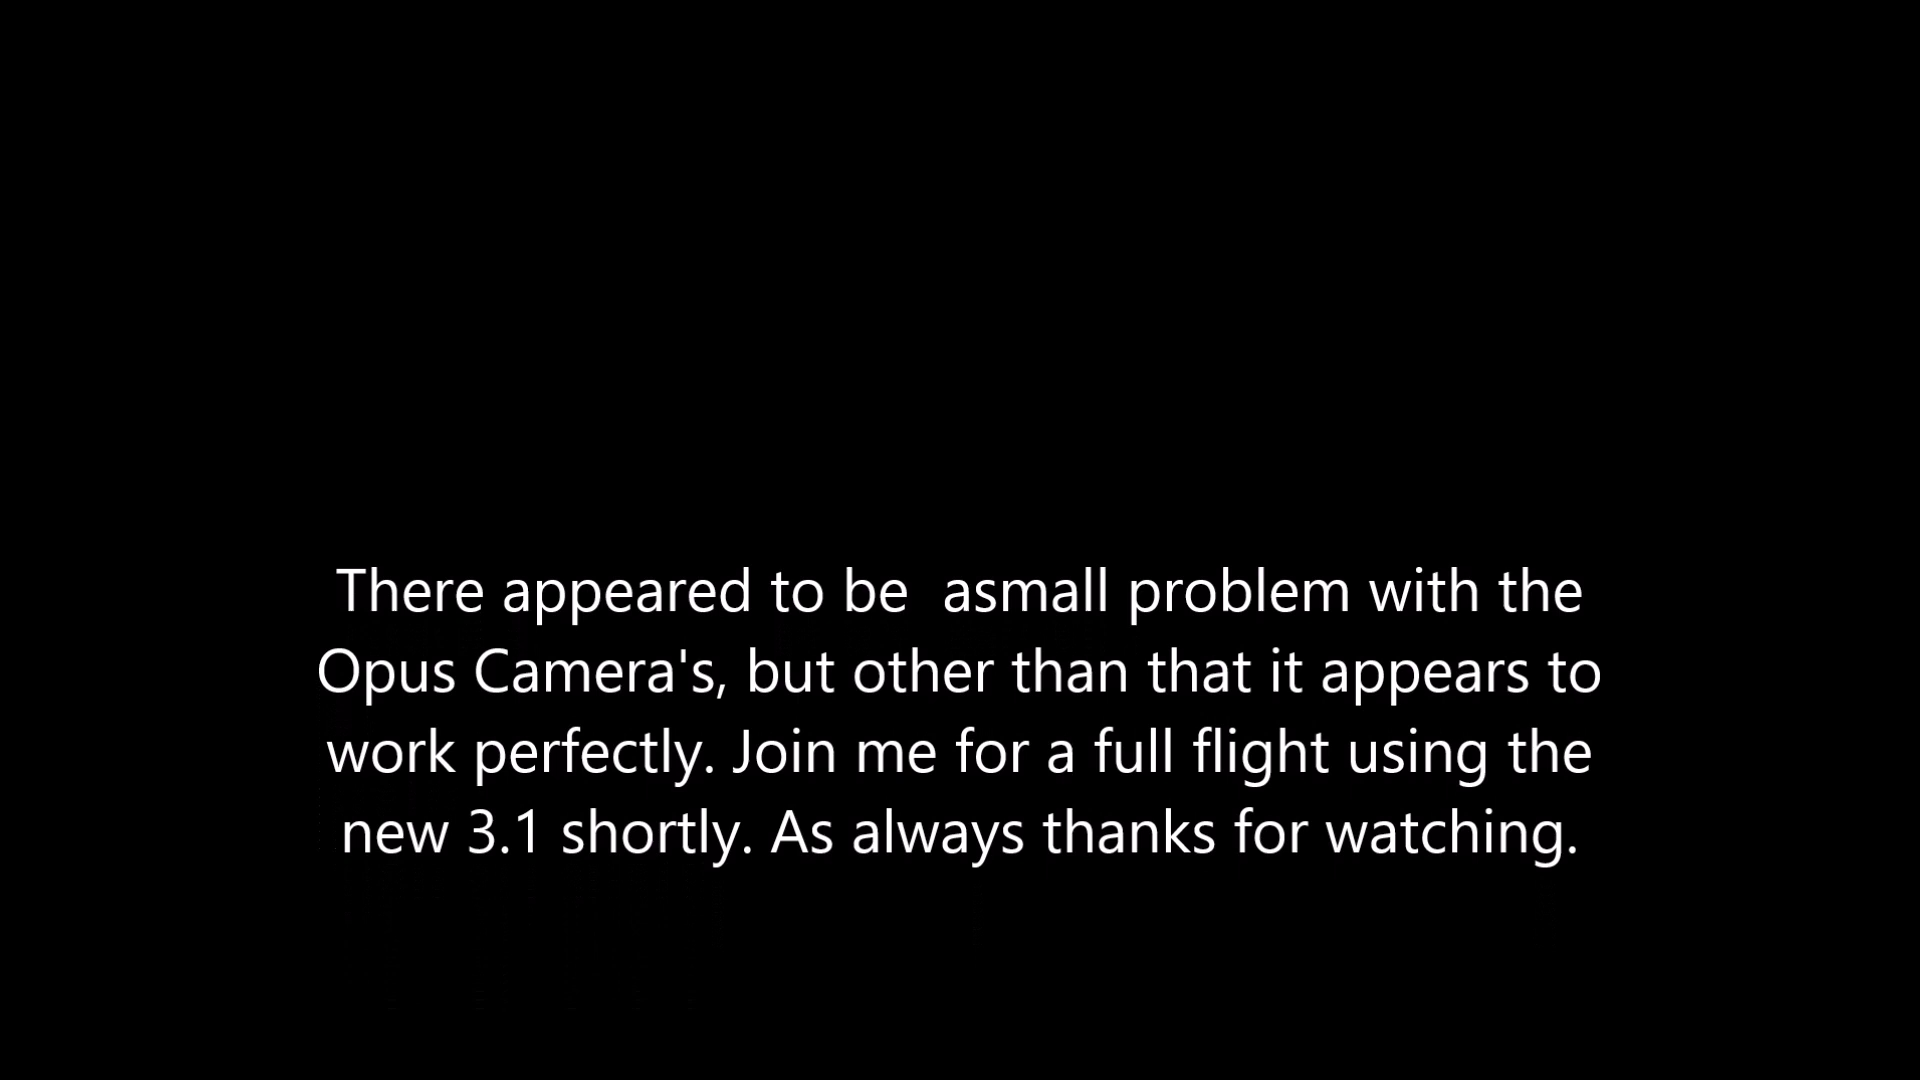 There appeared to be  asmall problem with the
Opus Camera's, but other than that it appears to
work perfectly. Join me for a full flight using the
new 3.1 shortly. As always thanks for watching.